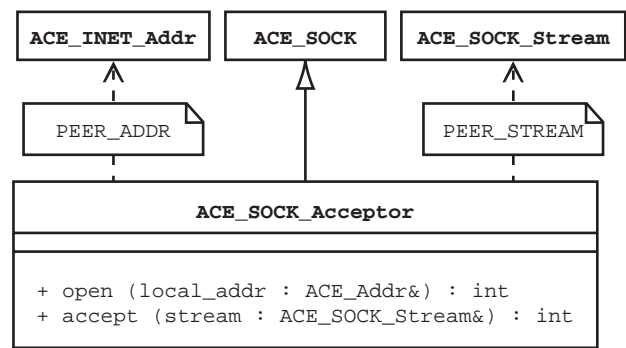 ACE_INET_Addr
ACE_SOCK
ACE_SOCK_Stream
PEER_ADDR
PEER_STREAM
ACE_SOCK_Acceptor
+ open (local_addr : ACE_Addr&) : int
+ accept (stream : ACE_SOCK_Stream&) : int